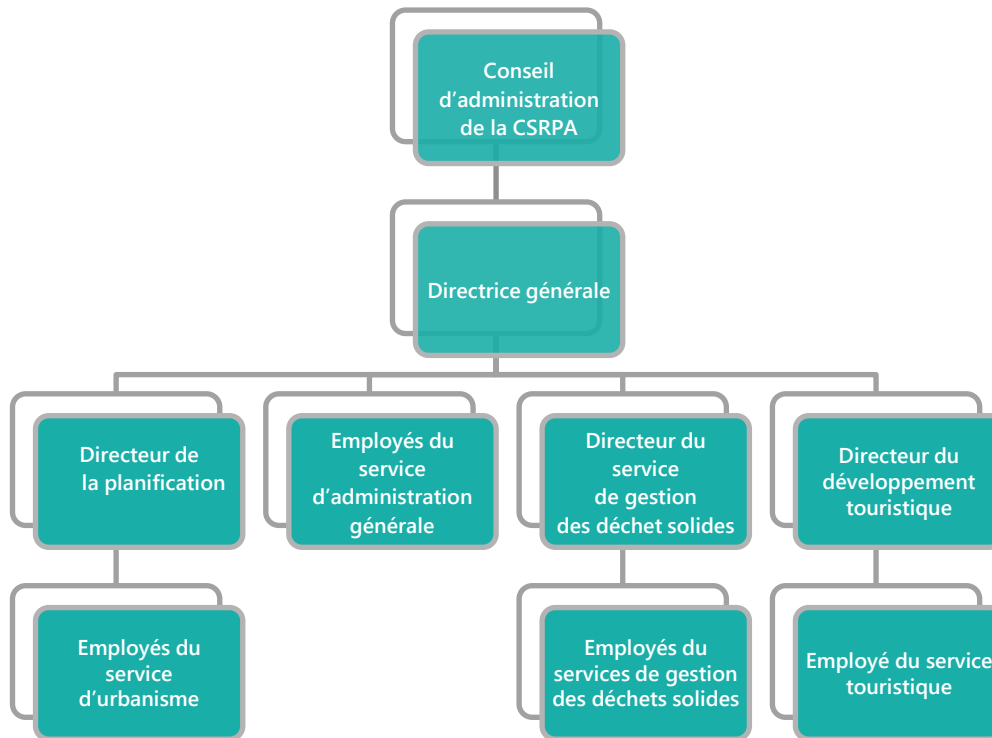 Conseil
d'administration
de la CSRPA
Directrice générale
Directeur de
la planification
Employés du
service
d'administration
générale
Directeur du
service
de gestion
des déchet solides
Directeur du
développement
touristique
Employés du
service
d'urbanisme
Employés du
services de gestion
des déchets solides
Employé du service
touristique